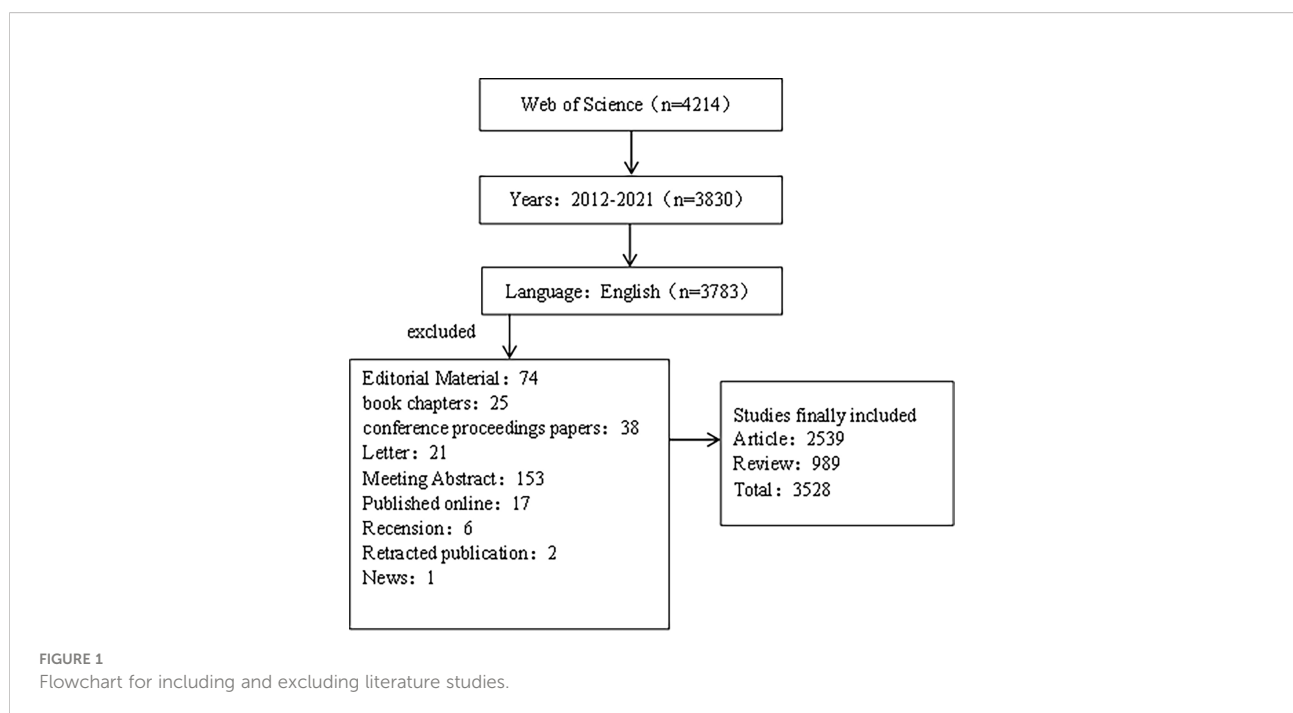 Web of Science（n=4214）
Years：2012-2021（n=3830）
Language：English（n=3783）
excluded
Editorial Material：74
book chapters：25
conference proceedings papers：38
Letter：21
Meeting Abstract：153
Published online：17
Recension：6
Retracted publication：2
News：1
Studies finally included
Article：2539
Review：989
Total：3528
FIGURE 1
Flowchart for including and excluding literature studies.